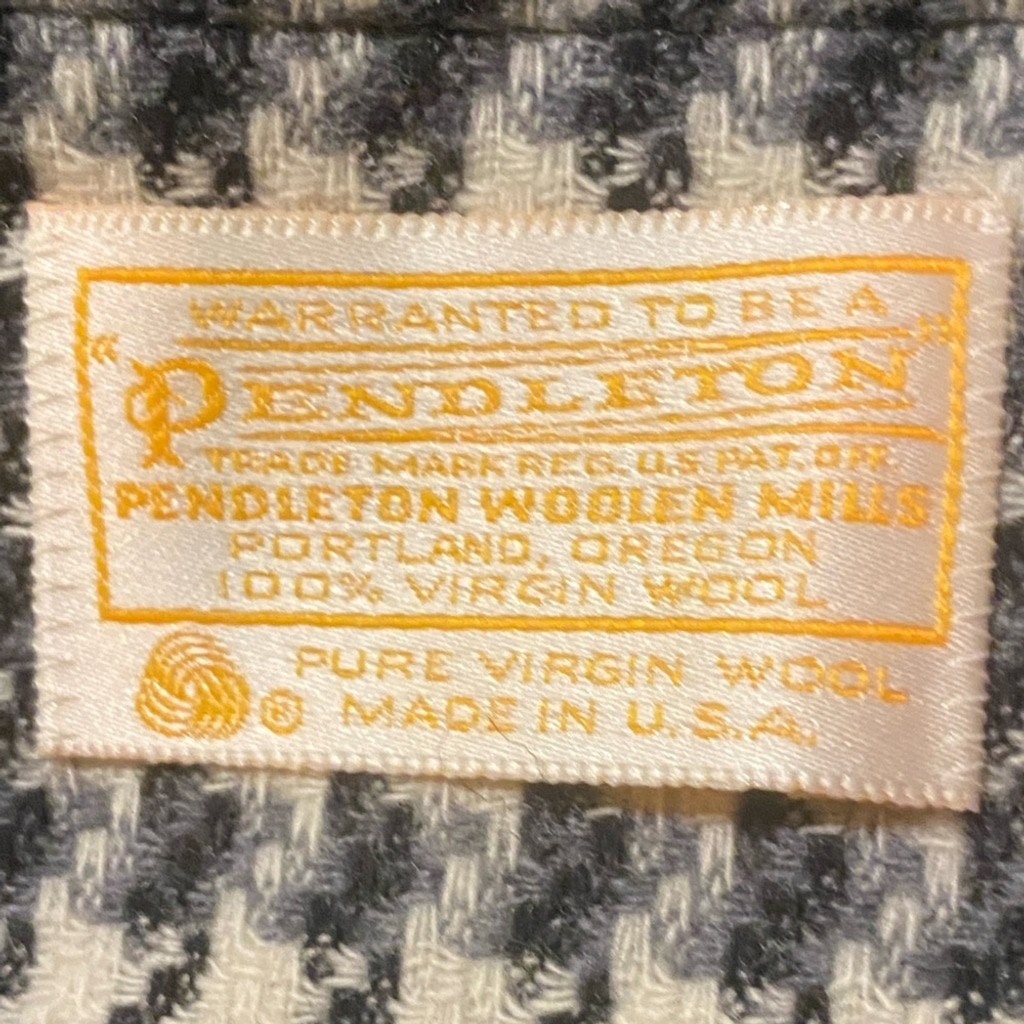 WARRANTED TO BE A
"PENDLETON"
TRADE MARK REG. U.S PAT. OFF.
PENDLETON WOOLEN MILLS
PORTLAND, OREGON
100% VIRGIN WOOL
PURE VIRGIN WOOL
® MADE IN U.S.A.